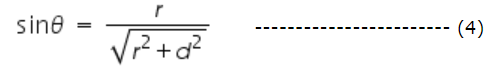 sinθ = r / √(r² + d²) ------------------------ (4)